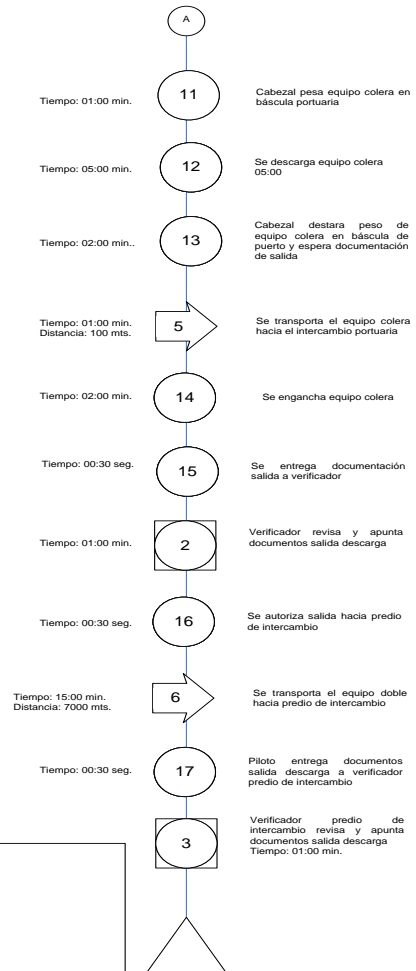 A
Tiempo: 01:00 min.
11
Cabezal pesa equipo colera en
báscula portuaria
Tiempo: 05:00 min.
12
Se descarga equipo colera
05:00
Tiempo: 02:00 min..
13
Cabezal destara peso de
equipo colera en báscula de
puerto y espera documentación
de salida
Tiempo: 01:00 min.
Distancia: 100 mts.
5
Se transporta el equipo colera
hacia el intercambio portuaria
Tiempo: 02:00 min.
14
Se engancha equipo colera
Tiempo: 00:30 seg.
15
Se entrega documentación
salida a verificador
Tiempo: 01:00 min.
2
Verificador revisa y apunta
documentos salida descarga
Tiempo: 00:30 seg.
16
Se autoriza salida hacia predio
de intercambio
Tiempo: 15:00 min.
Distancia: 7000 mts.
6
Se transporta el equipo doble
hacia predio de intercambio
Tiempo: 00:30 seg.
17
Piloto entrega documentos
salida descarga a verificador
predio de intercambio
3
Verificador predio de
intercambio revisa y apunta
documentos salida descarga
Tiempo: 01:00 min.